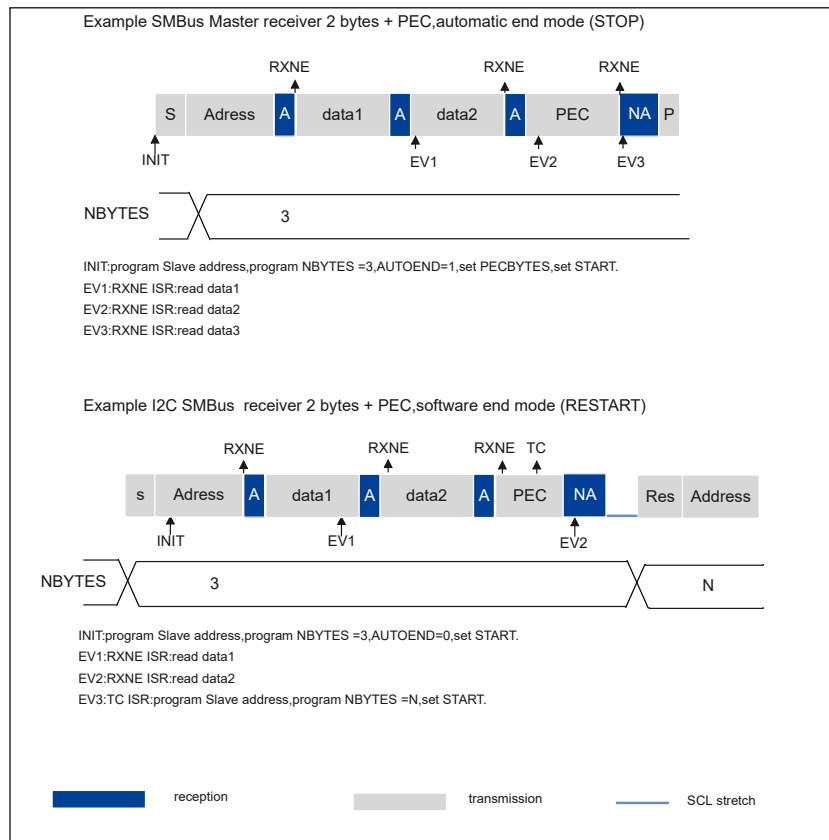 Example SMBus Master receiver 2 bytes + PEC,automatic end mode (STOP)
RXNE RXNE RXNE
S Adress A data1 A data2 A PEC NA P
INIT EV1 EV2 EV3
NBYTES 3
INIT:program Slave address,program NBYTES =3,AUTOEND=1,set PECBYTES,set START.
EV1:RXNE ISR:read data1
EV2:RXNE ISR:read data2
EV3:RXNE ISR:read data3
Example I2C SMBus receiver 2 bytes + PEC,software end mode (RESTART)
RXNE RXNE RXNE TC
s Adress A data1 A data2 A PEC NA Res Address
INIT EV1 EV2
NBYTES 3 N
INIT:program Slave address,program NBYTES =3,AUTOEND=0,set START.
EV1:RXNE ISR:read data1
EV2:RXNE ISR:read data2
EV3:TC ISR:program Slave address,program NBYTES =N,set START.
reception transmission SCL stretch